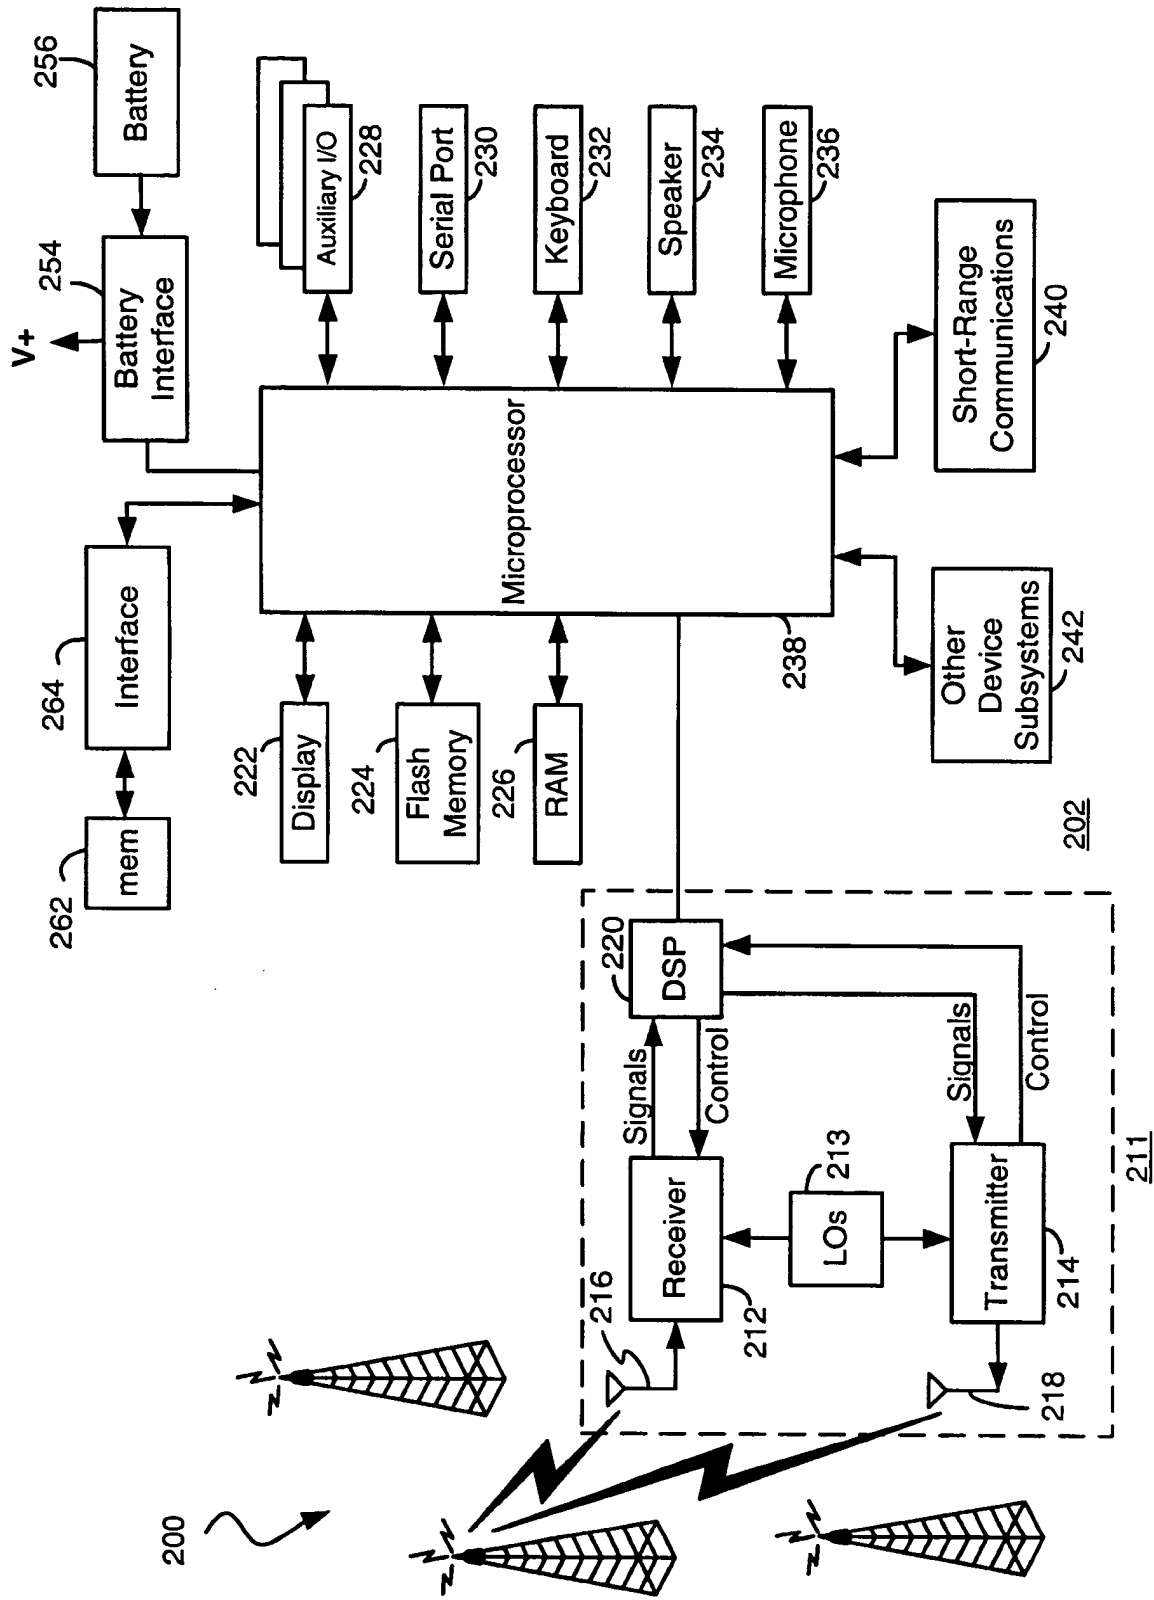 200
262
mem
264
Interface
V+
254
Battery
Interface
256
Battery
222
Display
224
Flash
Memory
226
RAM
Microprocessor
238
Auxiliary I/O
228
Serial Port
230
Keyboard
232
Speaker
234
Microphone
236
Short-Range
Communications
240
Other
Device
Subsystems
242
202
216
Receiver
212
Signals
Control
220
DSP
LOs
213
218
Transmitter
214
Signals
Control
211